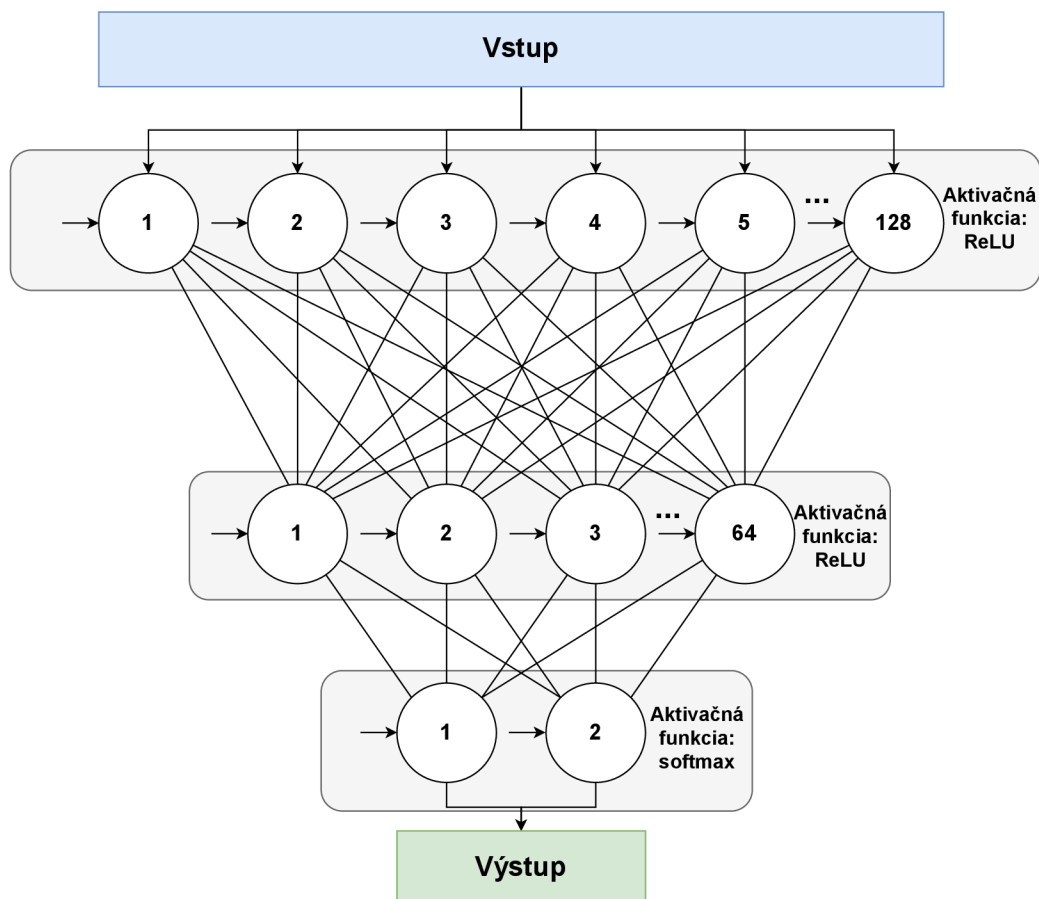 Vstup
1
2
3
4
5
...
128
Aktivačná
funkcia:
ReLU
1
2
3
...
64
Aktivačná
funkcia:
ReLU
1
2
Aktivačná
funkcia:
softmax
Výstup